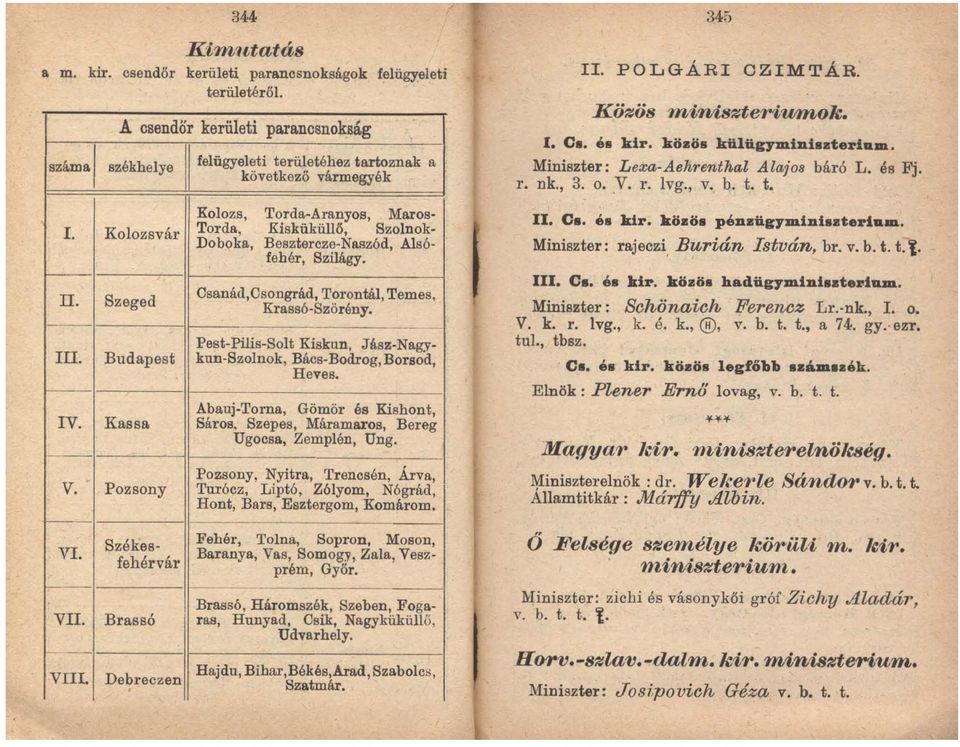 344
Kimutatás
a m. kir. csendőr kerületi parancsnokságok felügyeleti
területéről.
A csendőr kerületi parancsnokság
száma
székhelye
felügyeleti területéhez tartoznak a
következő vármegyék
I.
Kolozsvár
Kolozs, Torda-Aranyos, Maros-
Torda, Kisküküllő, Szolnok-
Doboka, Besztercze-Naszód, Alsó-
fehér, Szilágy.
II.
Szeged
Csanád, Csongrád, Torontál, Temes,
Krassó-Szörény.
III.
Budapest
Pest-Pilis-Solt Kiskun, Jász-Nagy-
kun-Szolnok, Bács-Bodrog, Borsod,
Heves.
IV.
Kassa
Abauj-Torna, Gömör és Kishont,
Sáros, Szepes, Máramaros, Bereg
Ugocsa, Zemplén, Ung.
V.
Pozsony
Pozsony, Nyitra, Trencsén, Árva,
Turócz, Liptó, Zólyom, Nógrád,
Hont, Bars, Esztergom, Komárom.
VI.
Székes-
fehérvár
Fehér, Tolna, Sopron, Moson,
Baranya, Vas, Somogy, Zala, Vesz-
prém, Győr.
VII.
Brassó
Brassó, Háromszék, Szeben, Foga-
ras, Hunyad, Csik, Nagyküküllő,
Udvarhely.
VIII.
Debreczen
Hajdu, Bihar, Békés, Arad, Szabolcs,
Szatmár.
345
II. POLGÁRI CZIMTÁR.
Közös miniszteriumok.
I. Cs. és kir. közös külügyminiszterium.
Miniszter: Lexa-Aehrenthal Alajos báró L. és Fj.
r. nk., 3. o. V. r. lvg., v. b. t. t.
II. Cs. és kir. közös pénzügyminiszterium.
Miniszter: rajeczi Burián István, br. v. b. t. t.
III. Cs. és kir. közös hadügyminiszterium.
Miniszter: Schönaich Ferencz Lr.-nk., I. o.
V. k. r. lvg., k. é. k., Ⓗ, v. b. t. t., a 74. gy. ezr.
tul., tbsz.
Cs. és kir. közös legfőbb számszék.
Elnök: Plener Ernő lovag, v. b. t. t.
***
Magyar kir. miniszterelnökség.
Miniszterelnök: dr. Wekerle Sándor v. b. t. t.
Államtitkár: Márffy Albin.
Ő Felsége személye körüli m. kir.
miniszterium.
Miniszter: zichi és vásonykői gróf Zichy Aladár,
v. b. t. t.
Horv.-szlav.-dalm. kir. miniszterium.
Miniszter: Josipovich Géza v. b. t. t.